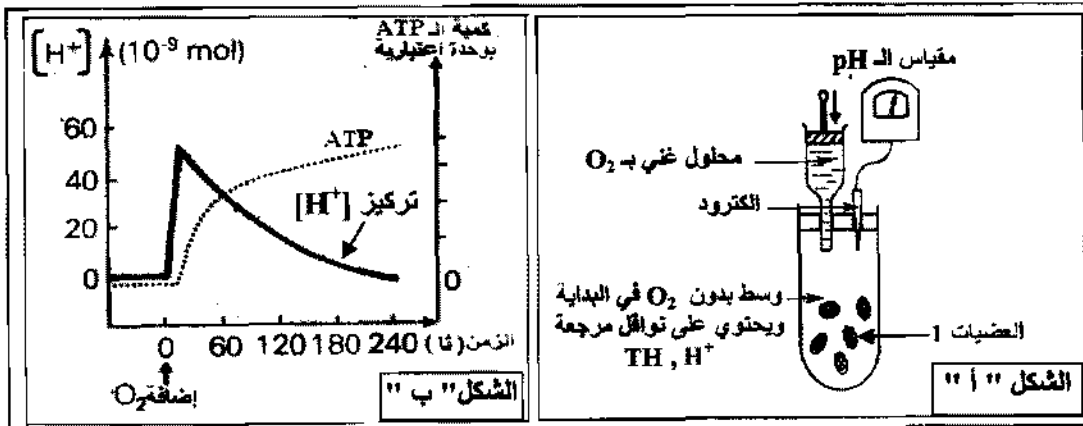 مقياس الـ pH
محلول غني بـ O₂
الكترود
وسط بدون O₂ في البداية
ويحتوي على نواقل مرجعة
TH , H⁺
العضيات 1
الشكل " أ "
[H⁺] (10⁻⁹ mol)
كمية الـ ATP
بوحدة اعتبارية
60
40
20
0
ATP
تركيز [H⁺]
0
0 60 120 180 240 الزمن (ثا)
إضافة O₂
الشكل " ب "